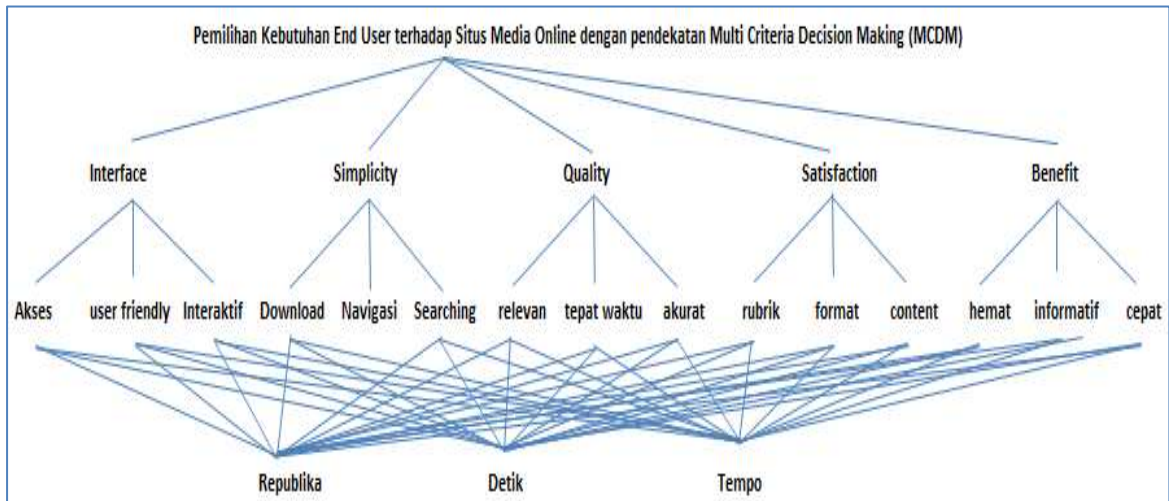 Pemilihan Kebutuhan End User terhadap Situs Media Online dengan pendekatan Multi Criteria Decision Making (MCDM)
Interface Simplicity Quality Satisfaction Benefit
Akses user friendly Interaktif Download Navigasi Searching relevan tepat waktu akurat rubrik format content hemat informatif cepat
Republika Detik Tempo